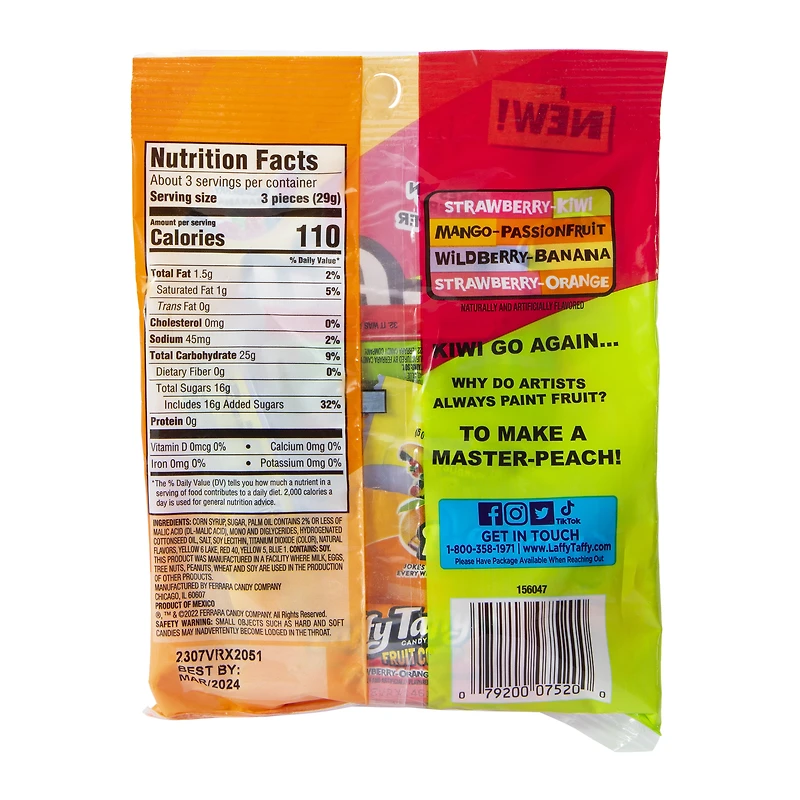 Nutrition Facts
About 3 servings per container
Serving size 3 pieces (29g)
Amount per serving
Calories 110
% Daily Value*
Total Fat 1.5g 2%
Saturated Fat 1g 5%
Trans Fat 0g
Cholesterol 0mg 0%
Sodium 45mg 2%
Total Carbohydrate 25g 9%
Dietary Fiber 0g 0%
Total Sugars 16g
Includes 16g Added Sugars 32%
Protein 0g
Vitamin D 0mcg 0% • Calcium 0mg 0%
Iron 0mg 0% • Potassium 0mg 0%
*The % Daily Value (DV) tells you how much a nutrient in a
serving of food contributes to a daily diet. 2,000 calories a
day is used for general nutrition advice.
INGREDIENTS: CORN SYRUP, SUGAR, PALM OIL CONTAINS 2% OR LESS OF
MALIC ACID (DL-MALIC ACID), MONO AND DIGLYCERIDES, HYDROGENATED
COTTONSEED OIL, SALT, SOY LECITHIN, TITANIUM DIOXIDE (COLOR), NATURAL
FLAVORS, YELLOW 6 LAKE, RED 40, YELLOW 5, BLUE 1. CONTAINS: SOY.
THIS PRODUCT WAS MANUFACTURED IN A FACILITY WHERE MILK, EGGS,
TREE NUTS, PEANUTS, WHEAT AND SOY ARE USED IN THE PRODUCTION
OF OTHER PRODUCTS.
MANUFACTURED BY FERRARA CANDY COMPANY
CHICAGO, IL 60607
PRODUCT OF MEXICO
®, ™ & ©2022 FERRARA CANDY COMPANY. All Rights Reserved.
SAFETY WARNING: SMALL OBJECTS SUCH AS HARD AND SOFT
CANDIES MAY INADVERTENTLY BECOME LODGED IN THE THROAT.
2307VRX2051
BEST BY:
MAR/2024
NEW!
STRAWBERRY-KIWI
MANGO-PASSIONFRUIT
WILDBERRY-BANANA
STRAWBERRY-ORANGE
NATURALLY AND ARTIFICIALLY FLAVORED
KIWI GO AGAIN...
WHY DO ARTISTS
ALWAYS PAINT FRUIT?
TO MAKE A
MASTER-PEACH!
TikTok
GET IN TOUCH
1-800-358-1971 | www.LaffyTaffy.com
Please Have Package Available When Reaching Out
156047
0 79200 07520 0
fy Ta
CAND
FRUIT C